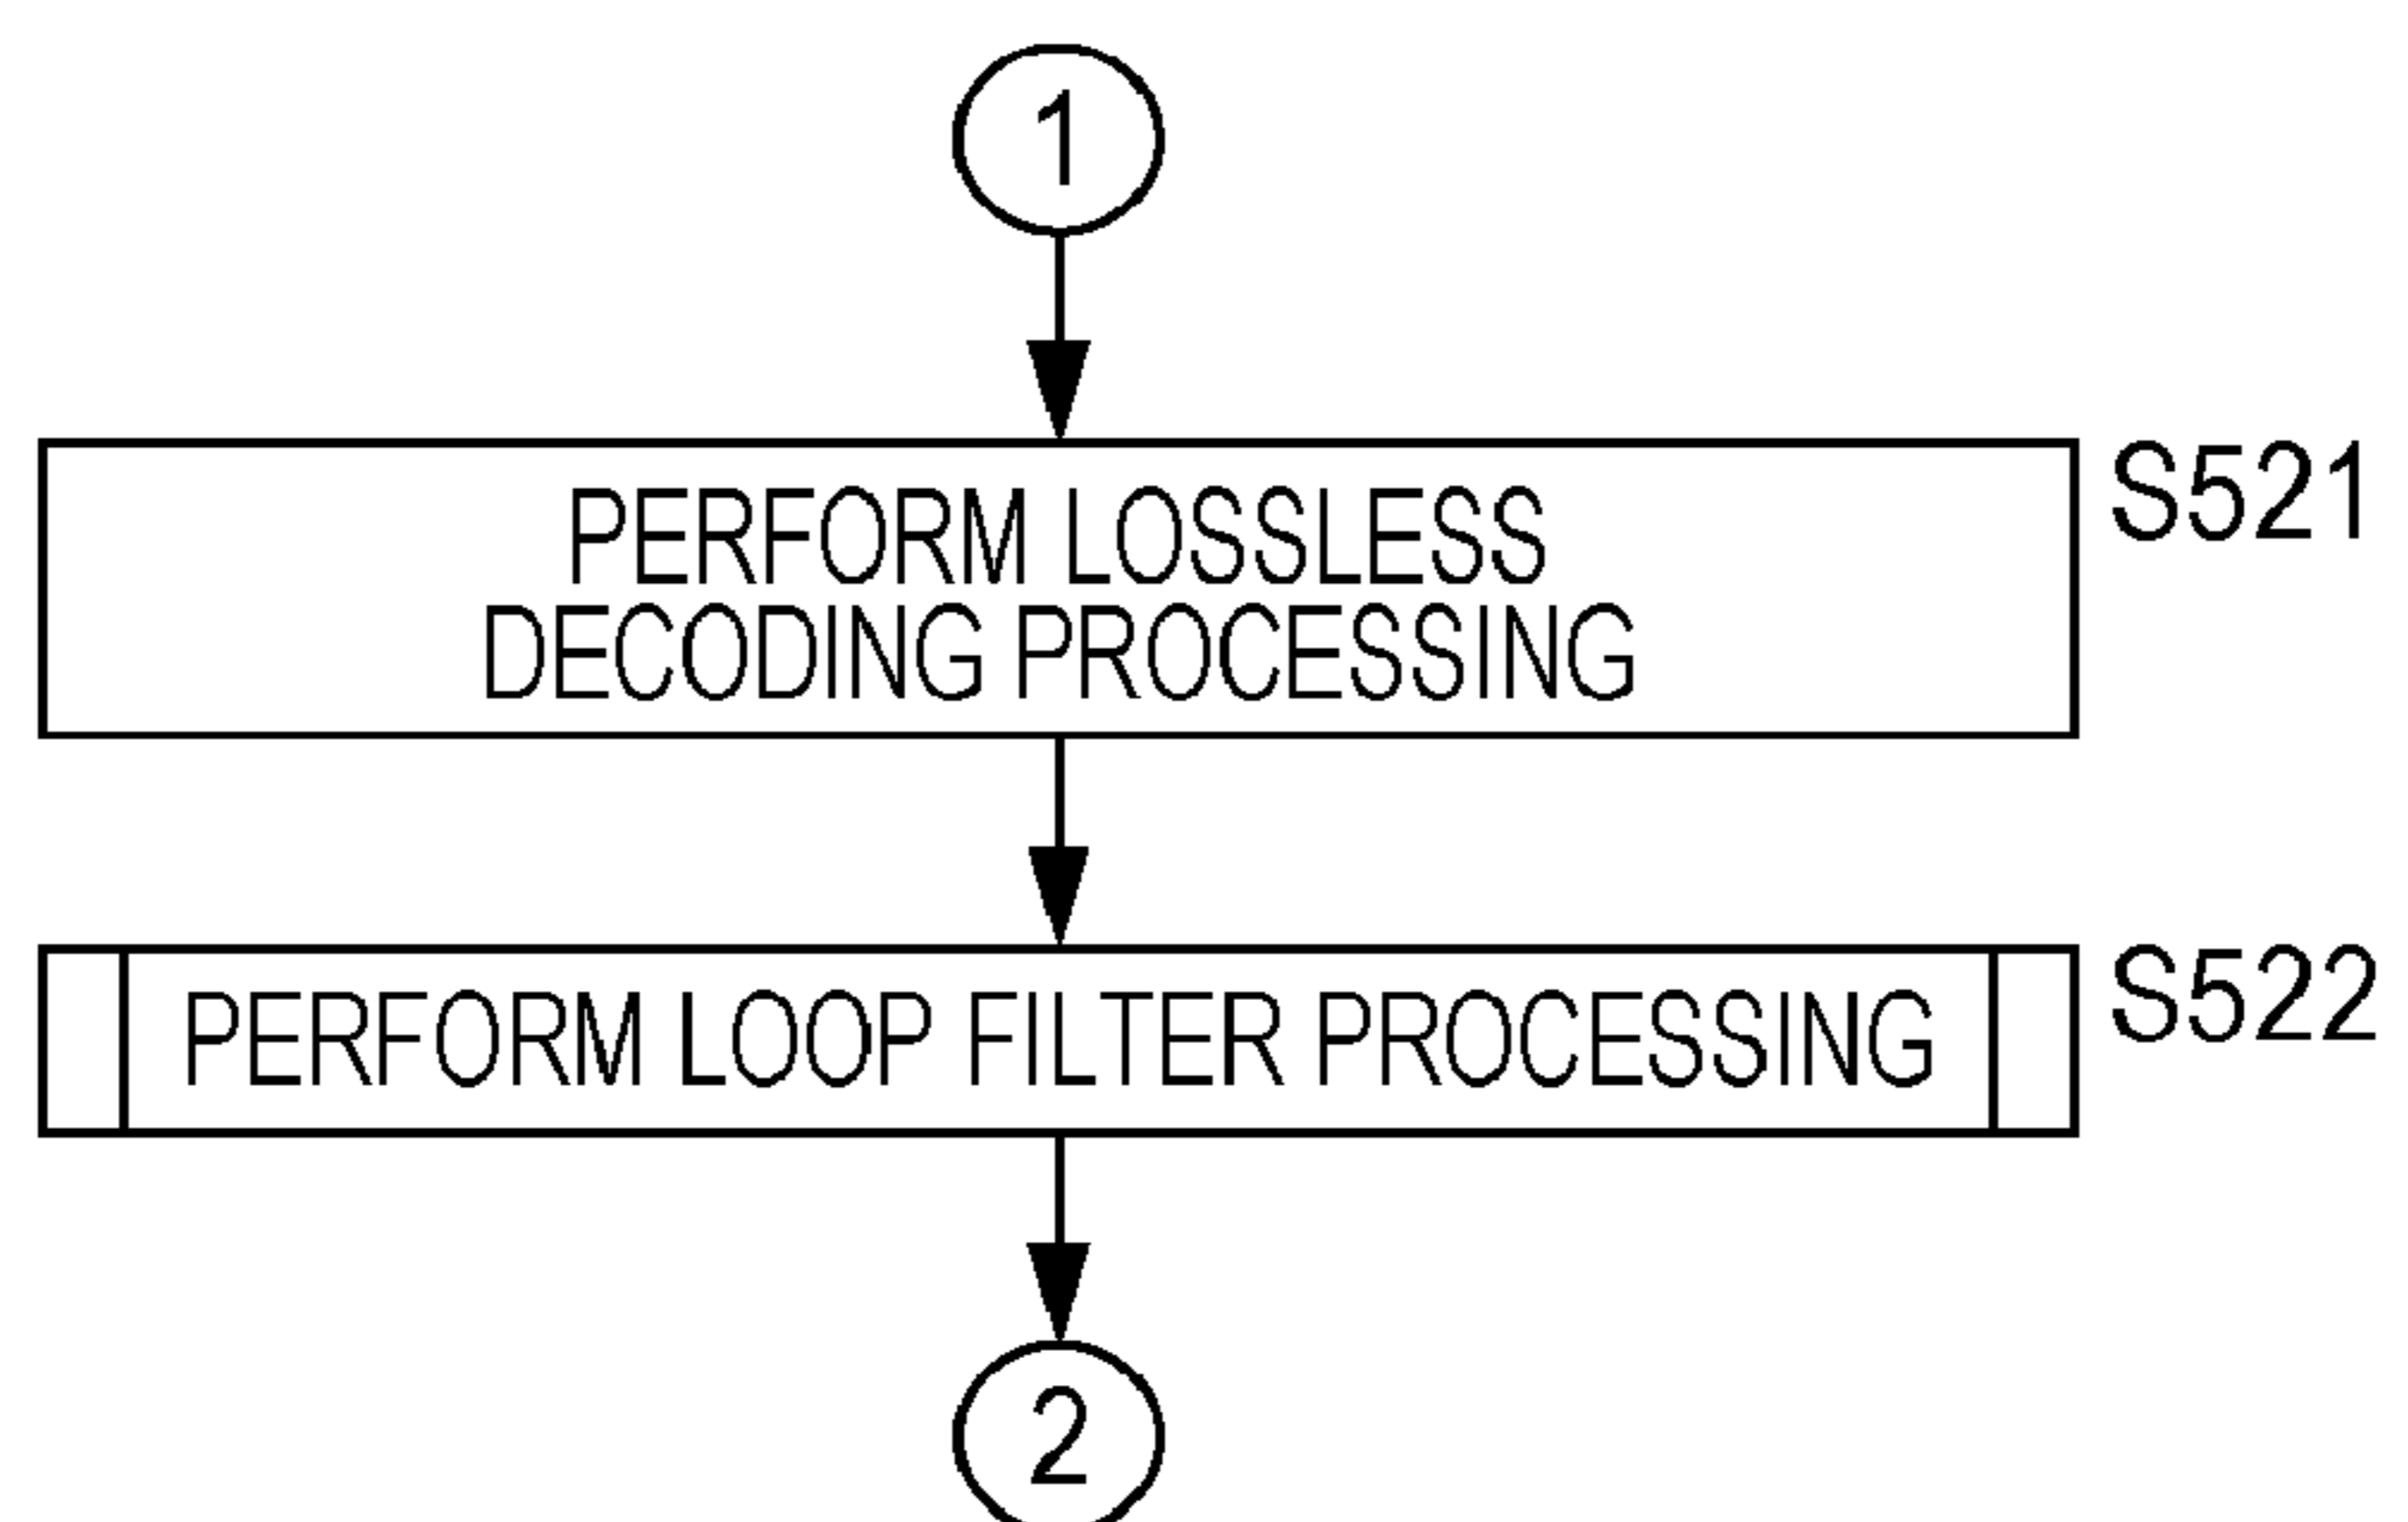 1
S521
PERFORM LOSSLESS
DECODING PROCESSING
S522
PERFORM LOOP FILTER PROCESSING
2